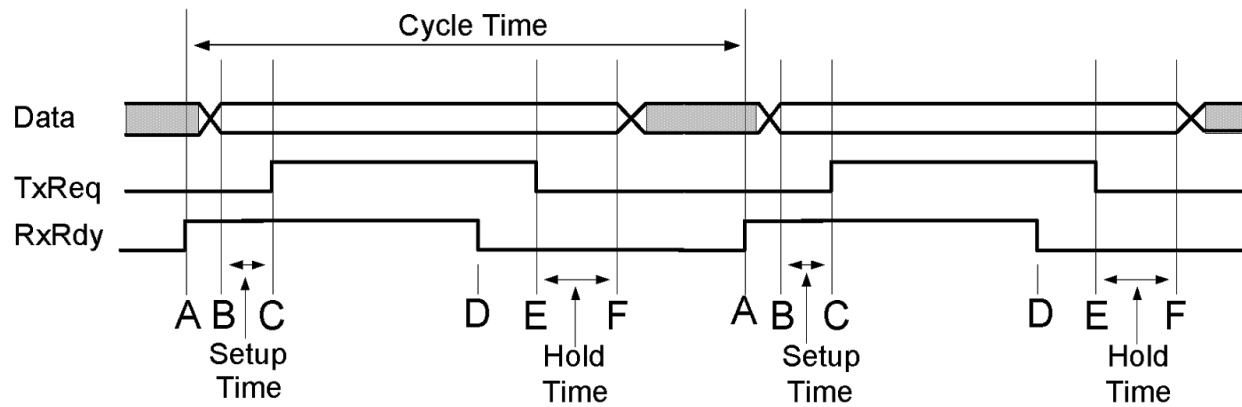 Cycle Time
Data
TxReq
RxRdy
A B C D E F A B C D E F
Setup Time
Hold Time
Setup Time
Hold Time